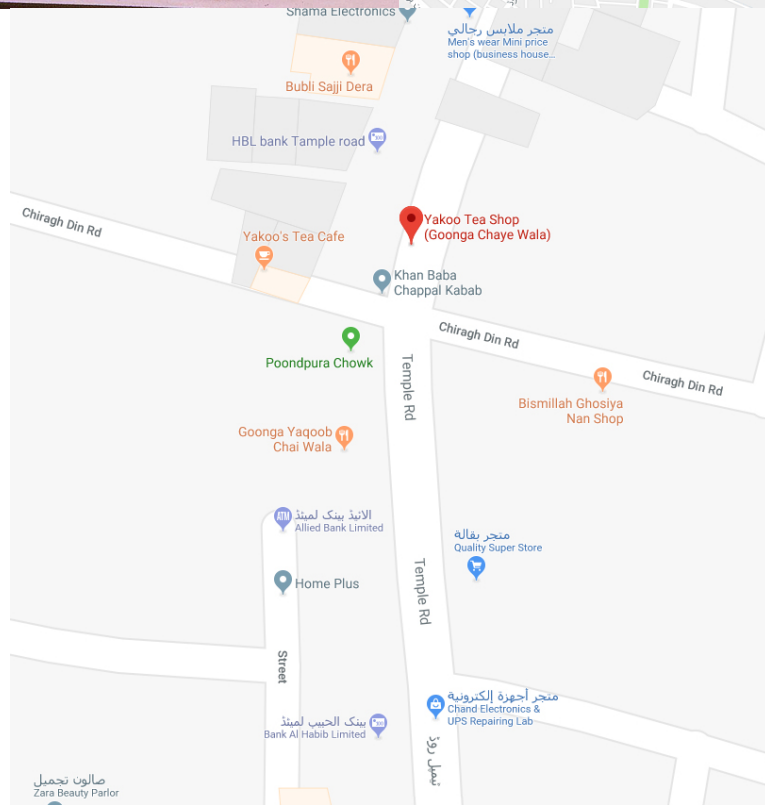 Shama Electronics
متجر ملابس رجالي
Men's wear Mini price
shop (business house...
Bubli Sajji Dera
HBL bank Tample road
Chiragh Din Rd
Yakoo Tea Shop
(Goonga Chaye Wala)
Yakoo's Tea Cafe
Khan Baba
Chappal Kabab
Chiragh Din Rd
Poondpura Chowk
Temple Rd
Chiragh Din Rd
Bismillah Ghosiya
Nan Shop
Goonga Yaqoob
Chai Wala
ATM
الائیڈ بینک لمیٹڈ
Allied Bank Limited
متجر بقالة
Quality Super Store
Home Plus
Temple Rd
Street
متجر أجهزة إلكترونية
Chand Electronics &
UPS Repairing Lab
بینک الحبیب لمیٹڈ
Bank Al Habib Limited
ٹیمپل روڈ
صالون تجميل
Zara Beauty Parlor